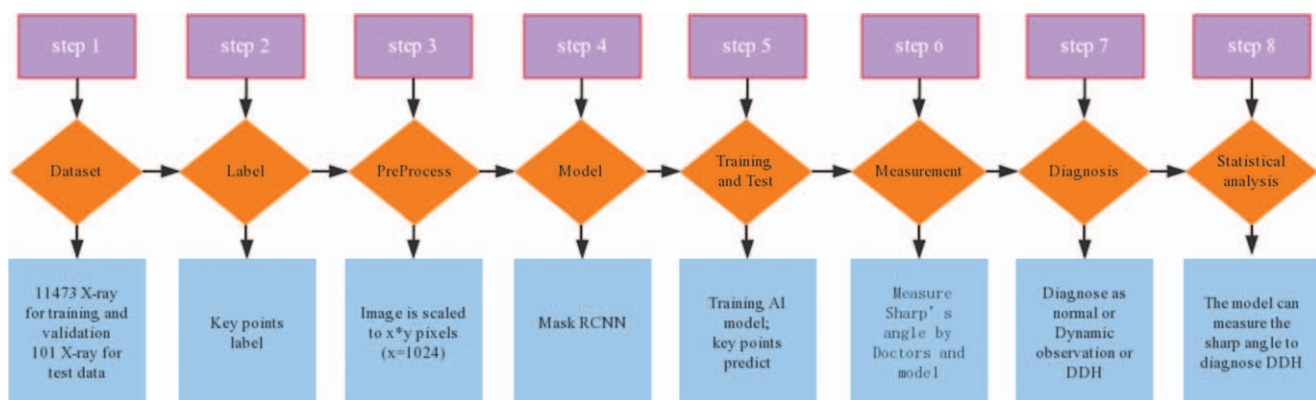 step 1
step 2
step 3
step 4
step 5
step 6
step 7
step 8
Dataset
Label
PreProcess
Model
Training
and Test
Measurement
Diagnosis
Statistical
analysis
11473 X-ray
for training and
validation
101 X-ray for
test data
Key points
label
Image is scaled
to x*y pixels
(x=1024)
Mask RCNN
Training AI
model;
key points
predict
Measure
Sharp's
angle by
Doctors and
model
Diagnose as
normal or
Dynamic
observation or
DDH
The model can
measure the
sharp angle to
diagnose DDH